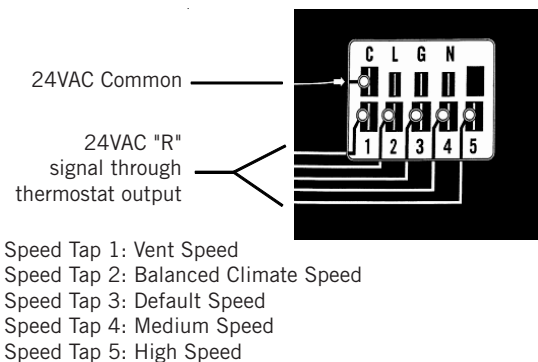 C L G N
24VAC Common
1 2 3 4 5
24VAC "R"
signal through
thermostat output
Speed Tap 1: Vent Speed
Speed Tap 2: Balanced Climate Speed
Speed Tap 3: Default Speed
Speed Tap 4: Medium Speed
Speed Tap 5: High Speed